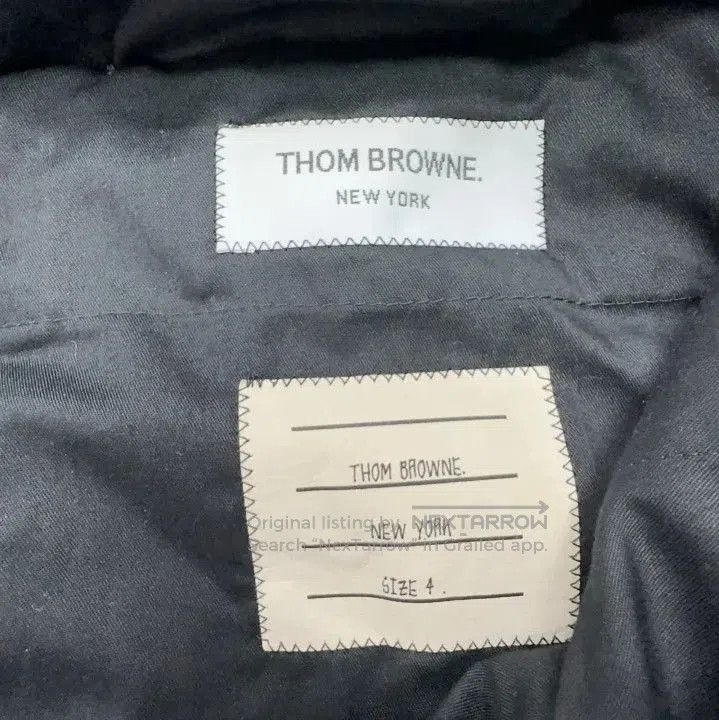 THOM BROWNE.
NEW YORK
THOM BROWNE.
Original listing by NEXTARROW
NEW YORK.
Search "NexTarrow" in Grailed app.
SIZE 4.